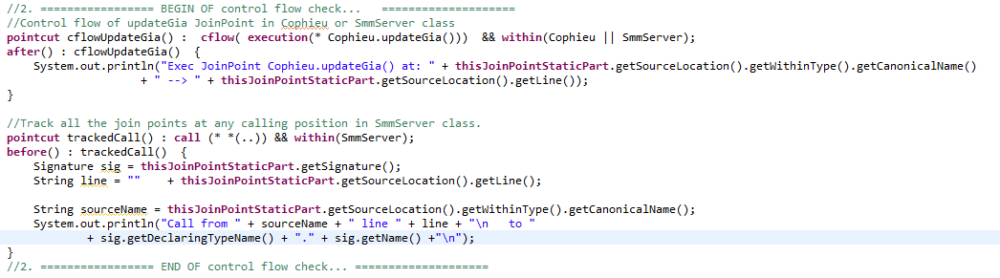 //2. ================= BEGIN OF control flow check...   ====================
//Control flow of updateGia JoinPoint in Cophieu or SmmServer class
pointcut cflowUpdateGia() :  cflow( execution(* Cophieu.updateGia()))  && within(Cophieu || SmmServer);
after() : cflowUpdateGia()  {
    System.out.println("Exec JoinPoint Cophieu.updateGia() at: " + thisJoinPointStaticPart.getSourceLocation().getWithinType().getCanonicalName()
                    + " --> " + thisJoinPointStaticPart.getSourceLocation().getLine());
}

//Track all the join points at any calling position in SmmServer class.
pointcut trackedCall() : call (* *(..)) && within(SmmServer);
before() : trackedCall()  {
    Signature sig = thisJoinPointStaticPart.getSignature();
    String line = ""    + thisJoinPointStaticPart.getSourceLocation().getLine();

    String sourceName = thisJoinPointStaticPart.getSourceLocation().getWithinType().getCanonicalName();
    System.out.println("Call from " + sourceName + " line " + line + "\n   to "
            + sig.getDeclaringTypeName() + "." + sig.getName() +"\n");
}
//2. ================= END OF control flow check... ====================